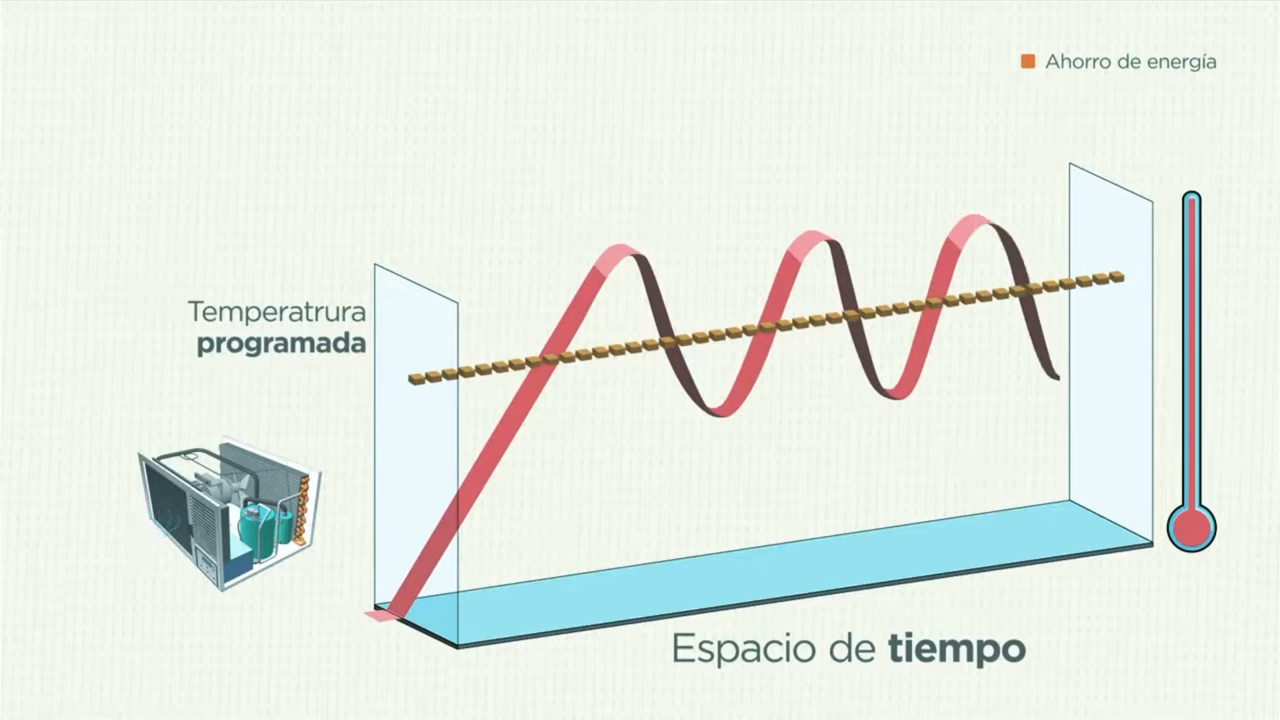 Ahorro de energía
Temperatrura
programada
Espacio de tiempo